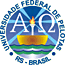 UNIVERSIDADE FEDERAL DE PELOTAS
ΑΩ
RS - BRASIL